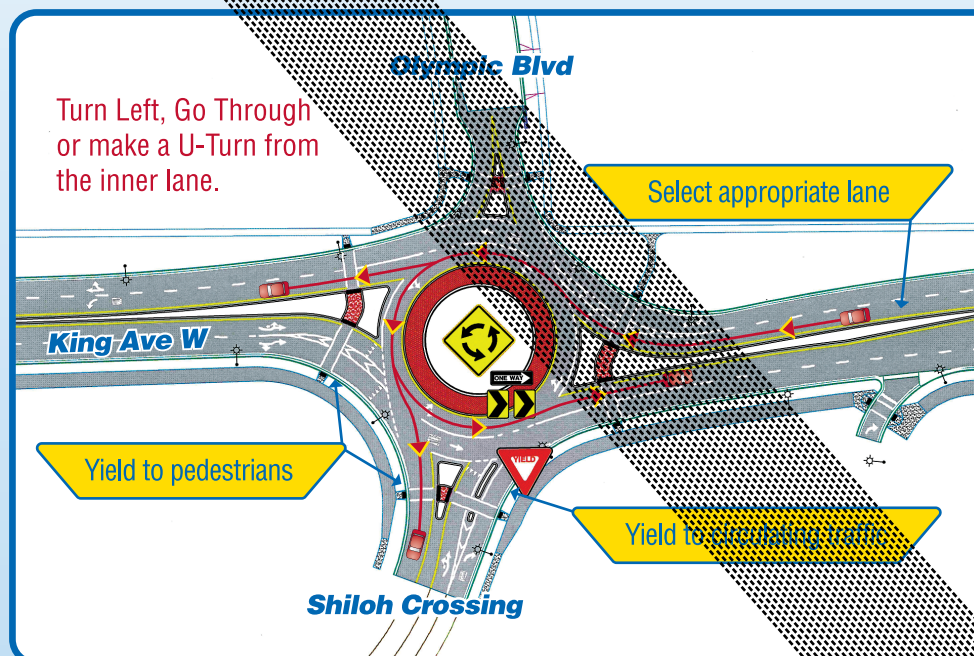 Olympic Blvd
Turn Left, Go Through
or make a U-Turn from
the inner lane.
Select appropriate lane
King Ave W
ONE WAY
Yield to pedestrians
YIELD
Yield to circulating traffic
Shiloh Crossing